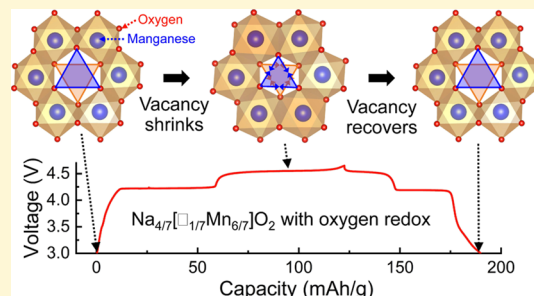 Oxygen
Manganese
Vacancy
shrinks
Vacancy
recovers
Voltage (V)
4.5
4.0
3.5
3.0
Na4/7[□1/7Mn6/7]O2 with oxygen redox
0
50
100
150
200
Capacity (mAh/g)